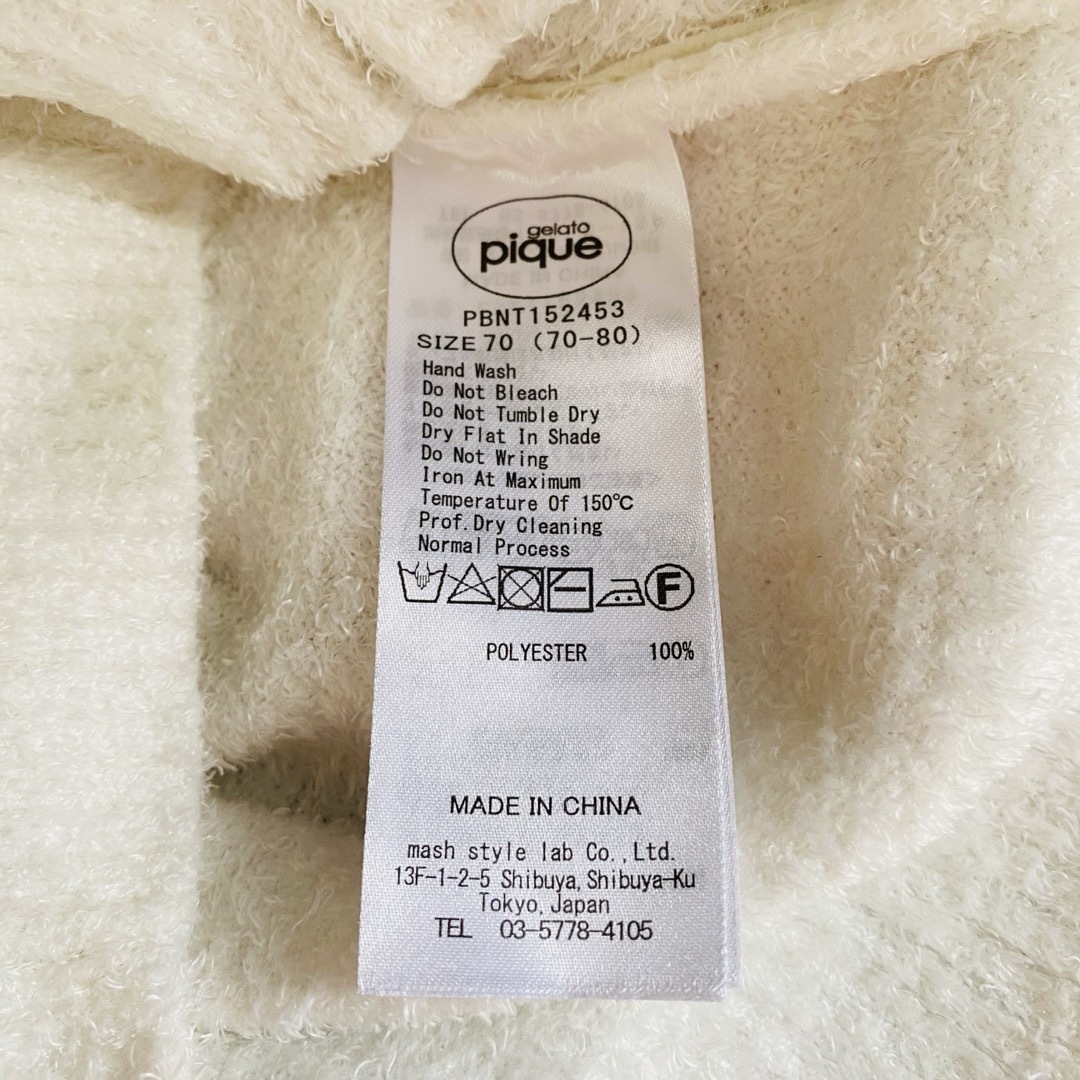 gelato
pique
PBNT152453
SIZE 70 (70-80)
Hand Wash
Do Not Bleach
Do Not Tumble Dry
Dry Flat In Shade
Do Not Wring
Iron At Maximum
Temperature Of 150℃
Prof.Dry Cleaning
Normal Process
F
POLYESTER 100%
MADE IN CHINA
mash style lab Co.,Ltd.
13F-1-2-5 Shibuya,Shibuya-Ku
Tokyo,Japan
TEL 03-5778-4105